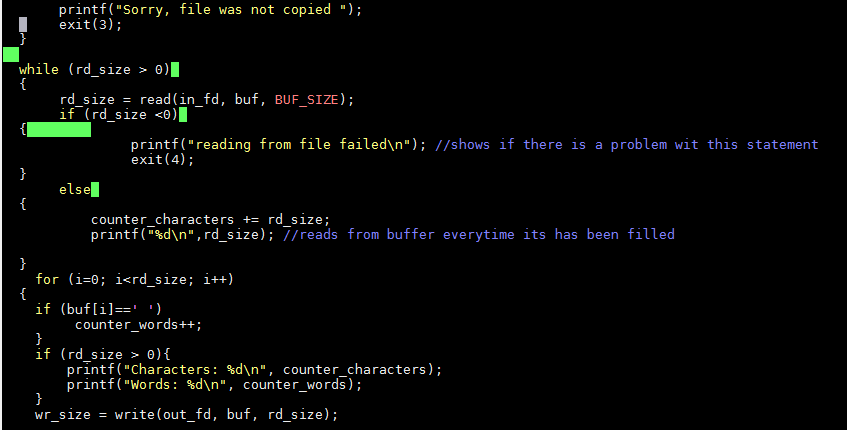 printf("Sorry, file was not copied ");
exit(3);
}
while (rd_size > 0)
{
rd_size = read(in_fd, buf, BUF_SIZE);
if (rd_size <0)
{
printf("reading from file failed\n"); //shows if there is a problem wit this statement
exit(4);
}
else
{
counter_characters += rd_size;
printf("%d\n",rd_size); //reads from buffer everytime its has been filled
}
for (i=0; i<rd_size; i++)
{
if (buf[i]==' ')
counter_words++;
}
if (rd_size > 0){
printf("Characters: %d\n", counter_characters);
printf("Words: %d\n", counter_words);
}
wr_size = write(out_fd, buf, rd_size);